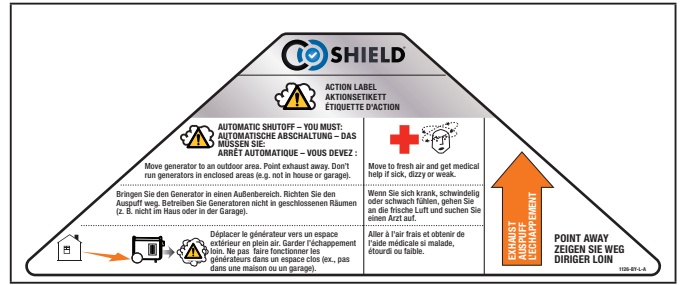 CO SHIELD
ACTION LABEL
AKTIONSETIKETT
ÉTIQUETTE D'ACTION
AUTOMATIC SHUTOFF – YOU MUST:
AUTOMATISCHE ABSCHALTUNG – DAS
MÜSSEN SIE:
ARRÊT AUTOMATIQUE – VOUS DEVEZ :
Move generator to an outdoor area. Point exhaust away. Don't
run generators in enclosed areas (e.g. not in house or garage).
Move to fresh air and get medical
help if sick, dizzy or weak.
Bringen Sie den Generator in einen Außenbereich. Richten Sie den
Auspuff weg. Betreiben Sie Generatoren nicht in geschlossenen Räumen
(z. B. nicht im Haus oder in der Garage).
Wenn Sie sich krank, schwindelig
oder schwach fühlen, gehen Sie
an die frische Luft und suchen Sie
einen Arzt auf.
Déplacer le générateur vers un espace
extérieur en plein air. Garder l'échappement
loin. Ne pas faire fonctionner les
générateurs dans un espace clos (ex., pas
dans une maison ou un garage).
Aller à l'air frais et obtenir de
l'aide médicale si malade,
étourdi ou faible.
EXHAUST
AUSPUFF
L'ÉCHAPPEMENT
POINT AWAY
ZEIGEN SIE WEG
DIRIGER LOIN
1126-BY-L-A